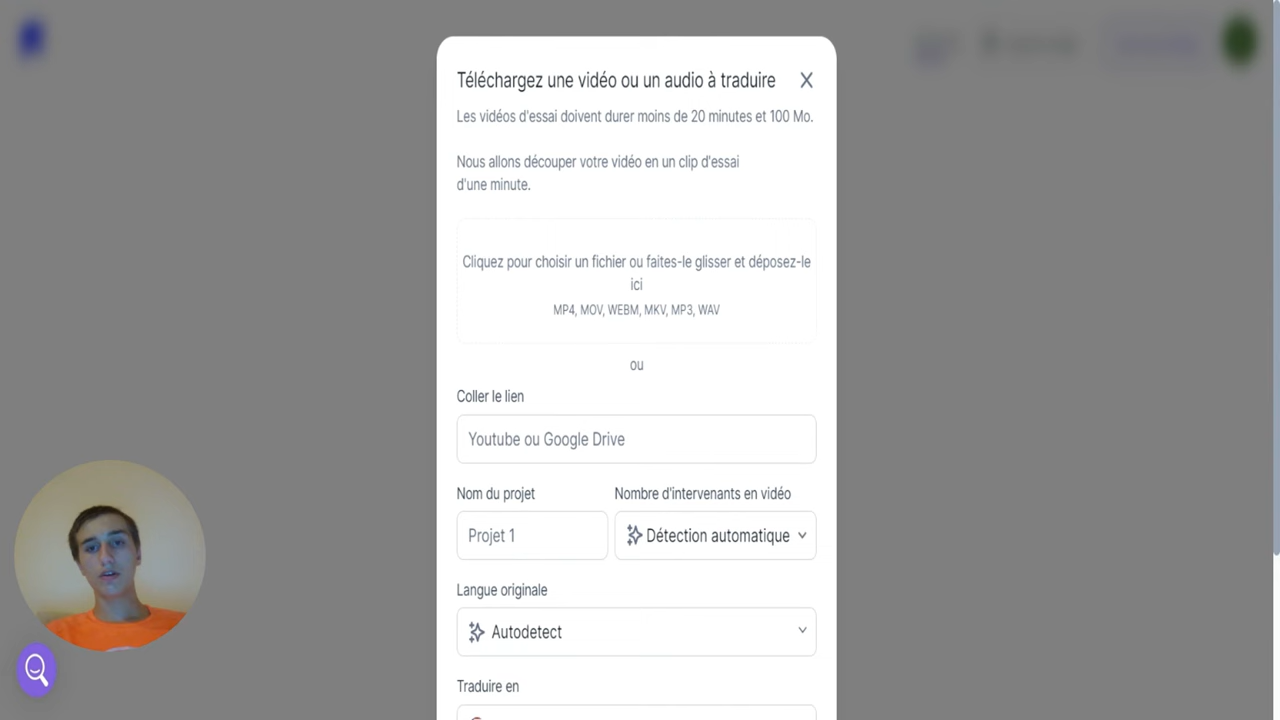 Téléchargez une vidéo ou un audio à traduire
Les vidéos d'essai doivent durer moins de 20 minutes et 100 Mo.
Nous allons découper votre vidéo en un clip d'essai
d'une minute.
Cliquez pour choisir un fichier ou faites-le glisser et déposez-le
ici
MP4, MOV, WEBM, MKV, MP3, WAV
ou
Coller le lien
Youtube ou Google Drive
Nom du projet
Nombre d'intervenants en vidéo
Projet 1
Détection automatique
Langue originale
Autodetect
Traduire en